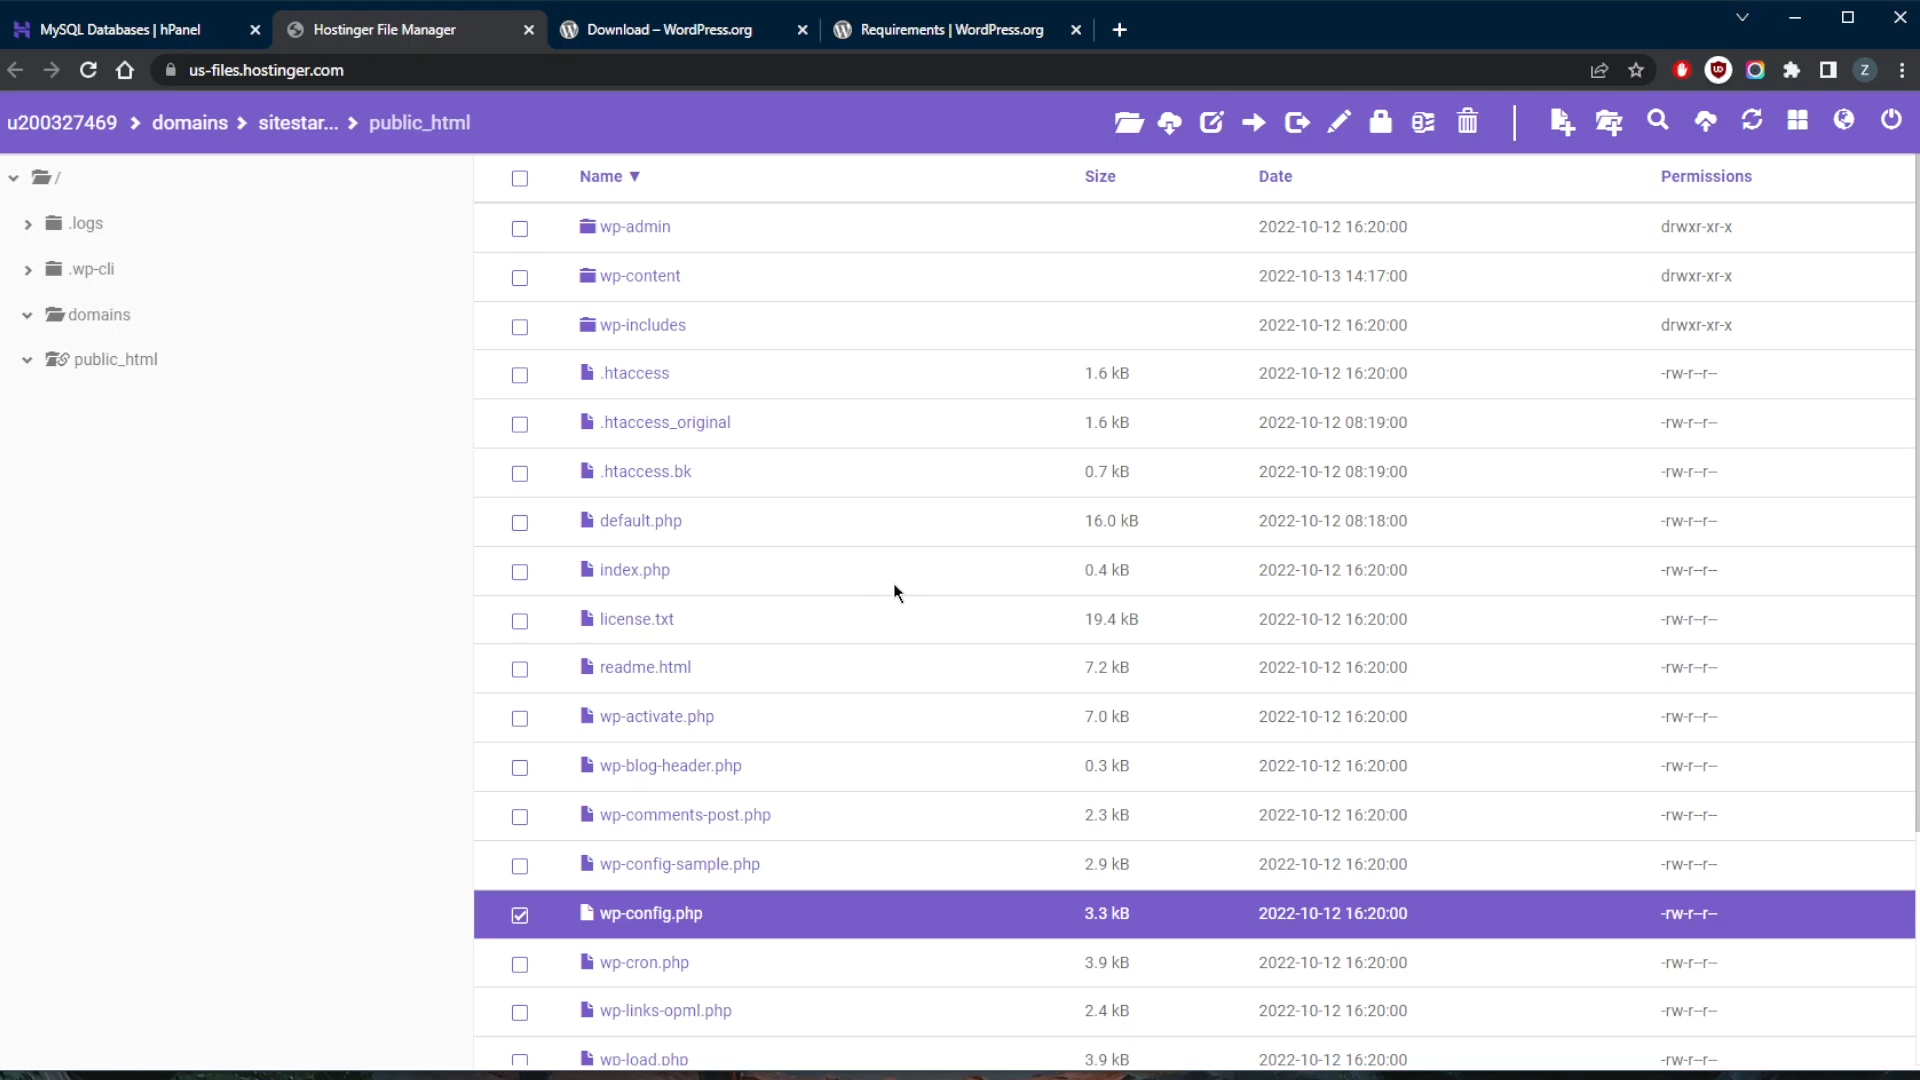 MySQL Databases | hPanel
Hostinger File Manager
Download – WordPress.org
Requirements | WordPress.org
us-files.hostinger.com
Z
u200327469 > domains > sitestar... > public_html
/
.logs
.wp-cli
domains
public_html
Name ▼ Size Date Permissions
wp-admin 2022-10-12 16:20:00 drwxr-xr-x
wp-content 2022-10-13 14:17:00 drwxr-xr-x
wp-includes 2022-10-12 16:20:00 drwxr-xr-x
.htaccess 1.6 kB 2022-10-12 16:20:00 -rw-r--r--
.htaccess_original 1.6 kB 2022-10-12 08:19:00 -rw-r--r--
.htaccess.bk 0.7 kB 2022-10-12 08:19:00 -rw-r--r--
default.php 16.0 kB 2022-10-12 08:18:00 -rw-r--r--
index.php 0.4 kB 2022-10-12 16:20:00 -rw-r--r--
license.txt 19.4 kB 2022-10-12 16:20:00 -rw-r--r--
readme.html 7.2 kB 2022-10-12 16:20:00 -rw-r--r--
wp-activate.php 7.0 kB 2022-10-12 16:20:00 -rw-r--r--
wp-blog-header.php 0.3 kB 2022-10-12 16:20:00 -rw-r--r--
wp-comments-post.php 2.3 kB 2022-10-12 16:20:00 -rw-r--r--
wp-config-sample.php 2.9 kB 2022-10-12 16:20:00 -rw-r--r--
wp-config.php 3.3 kB 2022-10-12 16:20:00 -rw-r--r--
wp-cron.php 3.9 kB 2022-10-12 16:20:00 -rw-r--r--
wp-links-opml.php 2.4 kB 2022-10-12 16:20:00 -rw-r--r--
wp-load.php 3.9 kB 2022-10-12 16:20:00 -rw-r--r--